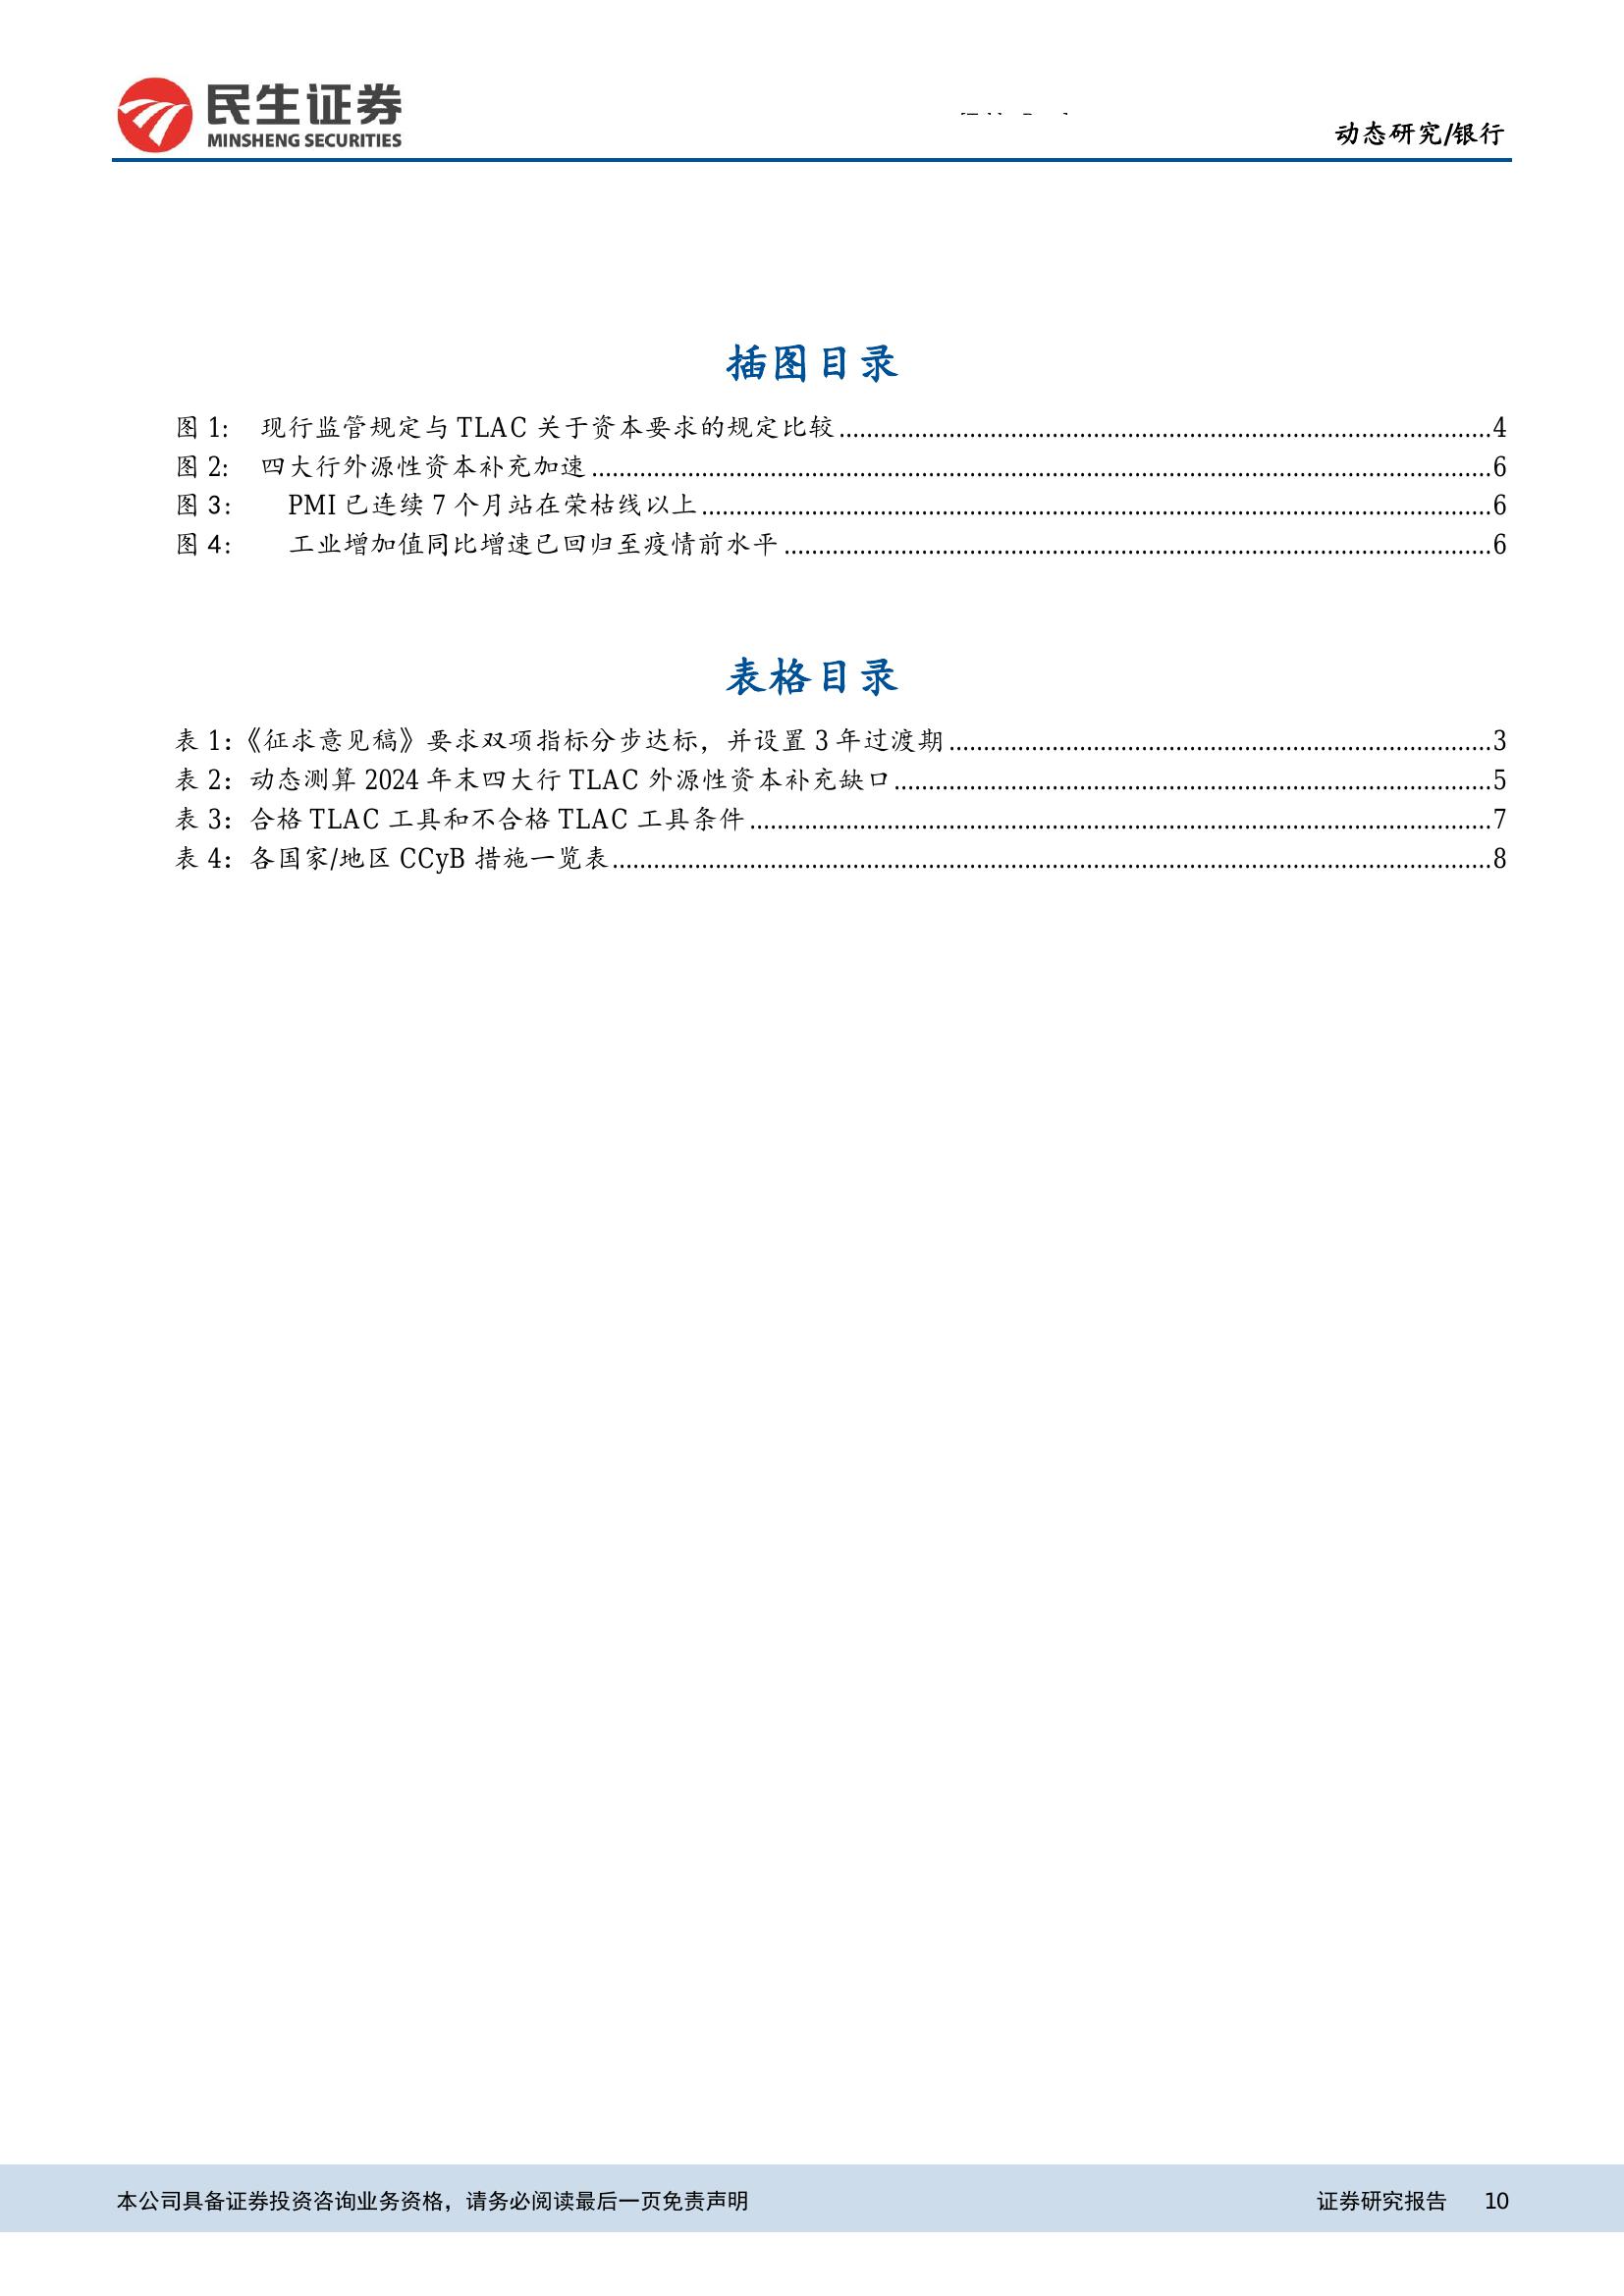 民生证券
MINSHENG SECURITIES
动态研究/银行
插图目录
图 1: 现行监管规定与 TLAC 关于资本要求的规定比较....................4
图 2: 四大行外源性资本补充加速....................6
图 3: PMI 已连续 7 个月站在荣枯线以上....................6
图 4: 工业增加值同比增速已回归至疫情前水平....................6
表格目录
表 1:《征求意见稿》要求双项指标分步达标，并设置 3 年过渡期....................3
表 2: 动态测算 2024 年末四大行 TLAC 外源性资本补充缺口....................5
表 3: 合格 TLAC 工具和不合格 TLAC 工具条件....................7
表 4: 各国家/地区 CCyB 措施一览表....................8
本公司具备证券投资咨询业务资格，请务必阅读最后一页免责声明 证券研究报告 10